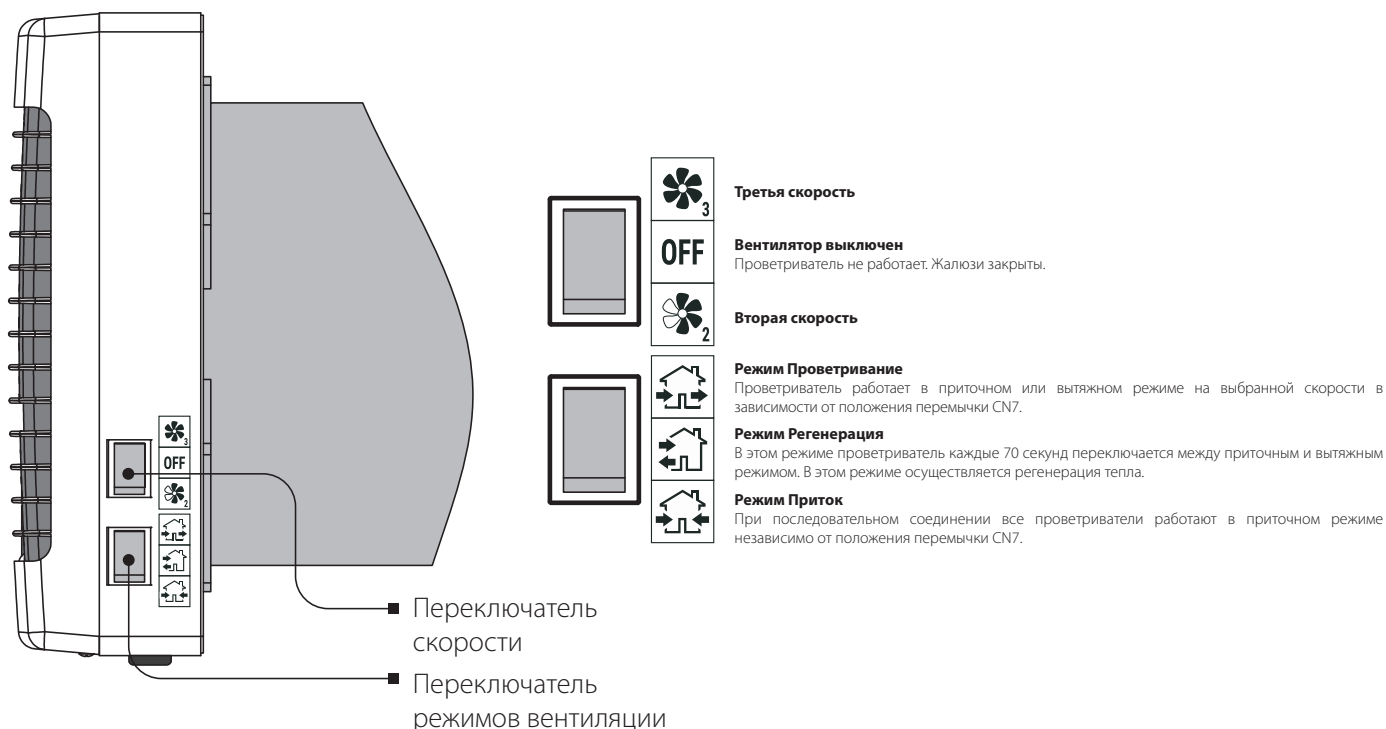 3
Третья скорость
OFF
Вентилятор выключен
Проветриватель не работает. Жалюзи закрыты.
2
Вторая скорость
Режим Проветривание
Проветриватель работает в приточном или вытяжном режиме на выбранной скорости в
зависимости от положения перемычки CN7.
Режим Регенерация
В этом режиме проветриватель каждые 70 секунд переключается между приточным и вытяжным
режимом. В этом режиме осуществляется регенерация тепла.
Режим Приток
При последовательном соединении все проветриватели работают в приточном режиме
независимо от положения перемычки CN7.
3
OFF
2
Переключатель
скорости
Переключатель
режимов вентиляции